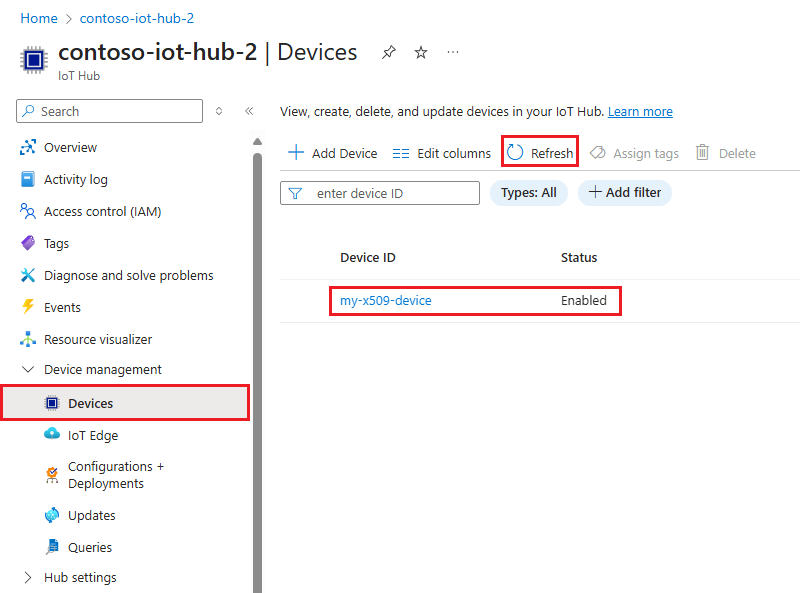 Home > contoso-iot-hub-2
contoso-iot-hub-2 | Devices ...
IoT Hub
Search
«
View, create, delete, and update devices in your IoT Hub. Learn more
Add Device
Edit columns
Refresh
Assign tags
Delete
enter device ID
Types: All
Add filter
Device ID
Status
my-x509-device
Enabled
Overview
Activity log
Access control (IAM)
Tags
Diagnose and solve problems
Events
Resource visualizer
Device management
Devices
IoT Edge
Configurations +
Deployments
Updates
Queries
Hub settings